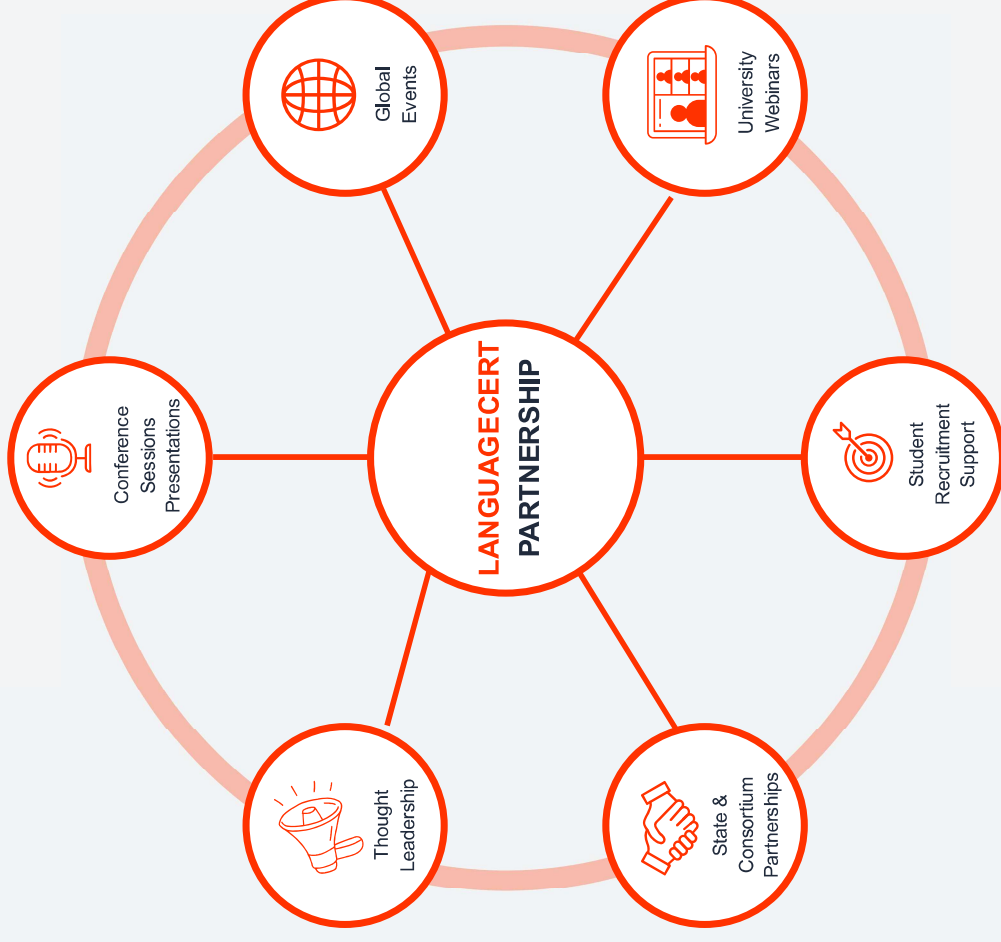 LANGUAGECERT
PARTNERSHIP
Conference
Sessions
Presentations
Global
Events
University
Webinars
Student
Recruitment
Support
State &
Consortium
Partnerships
Thought
Leadership